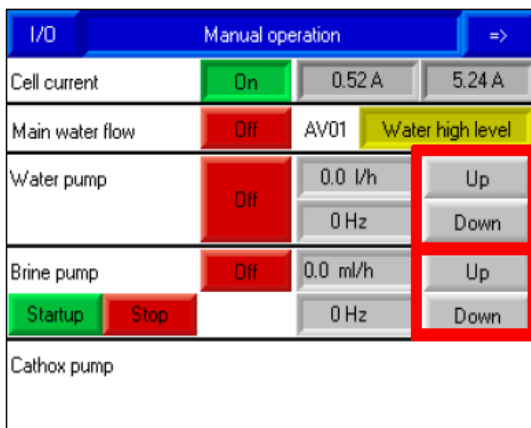 I/O Manual operation =>
Cell current On 0.52 A 5.24 A
Main water flow Off AV01 Water high level
Water pump Off 0.0 l/h Up
0 Hz Down
Brine pump Off 0.0 ml/h Up
Startup Stop 0 Hz Down
Cathox pump